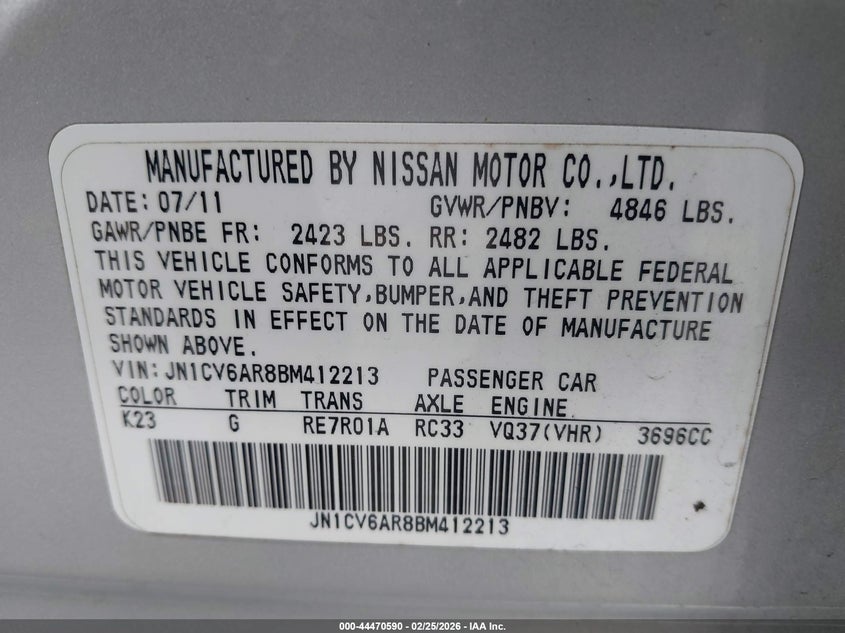 MANUFACTURED BY NISSAN MOTOR CO.,LTD.
DATE: 07/11 GVWR/PNBV: 4846 LBS.
GAWR/PNBE FR: 2423 LBS. RR: 2482 LBS.
THIS VEHICLE CONFORMS TO ALL APPLICABLE FEDERAL
MOTOR VEHICLE SAFETY,BUMPER,AND THEFT PREVENTION
STANDARDS IN EFFECT ON THE DATE OF MANUFACTURE
SHOWN ABOVE.
VIN: JN1CV6AR8BM412213 PASSENGER CAR
COLOR TRIM TRANS AXLE ENGINE
K23 G RE7R01A RC33 VQ37(VHR) 3696CC
JN1CV6AR8BM412213
000-44470590 - 02/25/2026 - IAA Inc.